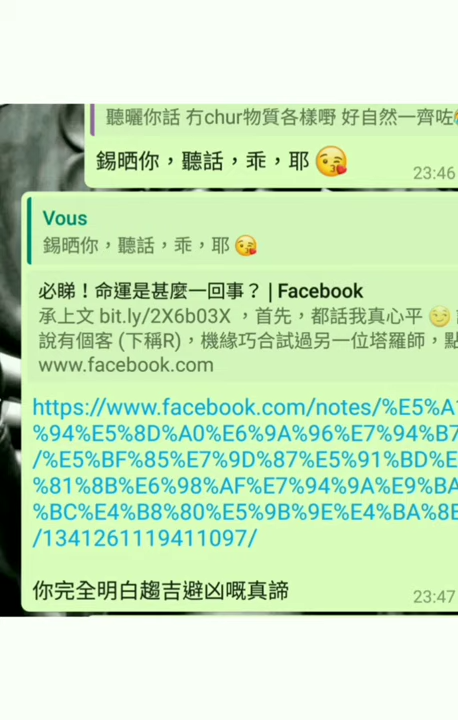 聽曬你話 冇chur物質各樣嘢 好自然一齊咗
錫晒你，聽話，乖，耶 😘
23:46
Vous
錫晒你，聽話，乖，耶 😘
必睇！命運是甚麼一回事？ | Facebook
承上文 bit.ly/2X6b03X ，首先，都話我真心平 😏
說有個客 (下稱R)，機緣巧合試過另一位塔羅師，點
www.facebook.com
https://www.facebook.com/notes/%E5%A
%94%E5%8D%A0%E6%9A%96%E7%94%B7
/%E5%BF%85%E7%9D%87%E5%91%BD%E
%81%8B%E6%98%AF%E7%94%9A%E9%BA
%BC%E4%B8%80%E5%9B%9E%E4%BA%8B
/1341261119411097/
你完全明白趨吉避凶嘅真諦
23:47